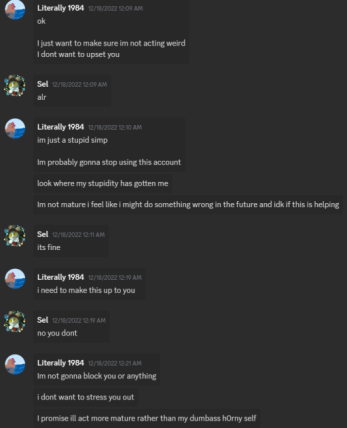 Literally 1984 12/18/2022 12:09 AM
ok
I just want to make sure im not acting weird
I dont want to upset you
Sel 12/18/2022 12:09 AM
alr
Literally 1984 12/18/2022 12:10 AM
im just a stupid simp
Im probably gonna stop using this account
look where my stupidity has gotten me
Im not mature i feel like i might do something wrong in the future and idk if this is helping
Sel 12/18/2022 12:11 AM
its fine
Literally 1984 12/18/2022 12:19 AM
i need to make this up to you
Sel 12/18/2022 12:19 AM
no you dont
Literally 1984 12/18/2022 12:21 AM
Im not gonna block you or anything
i dont want to stress you out
I promise ill act more mature rather than my dumbass h0rny self